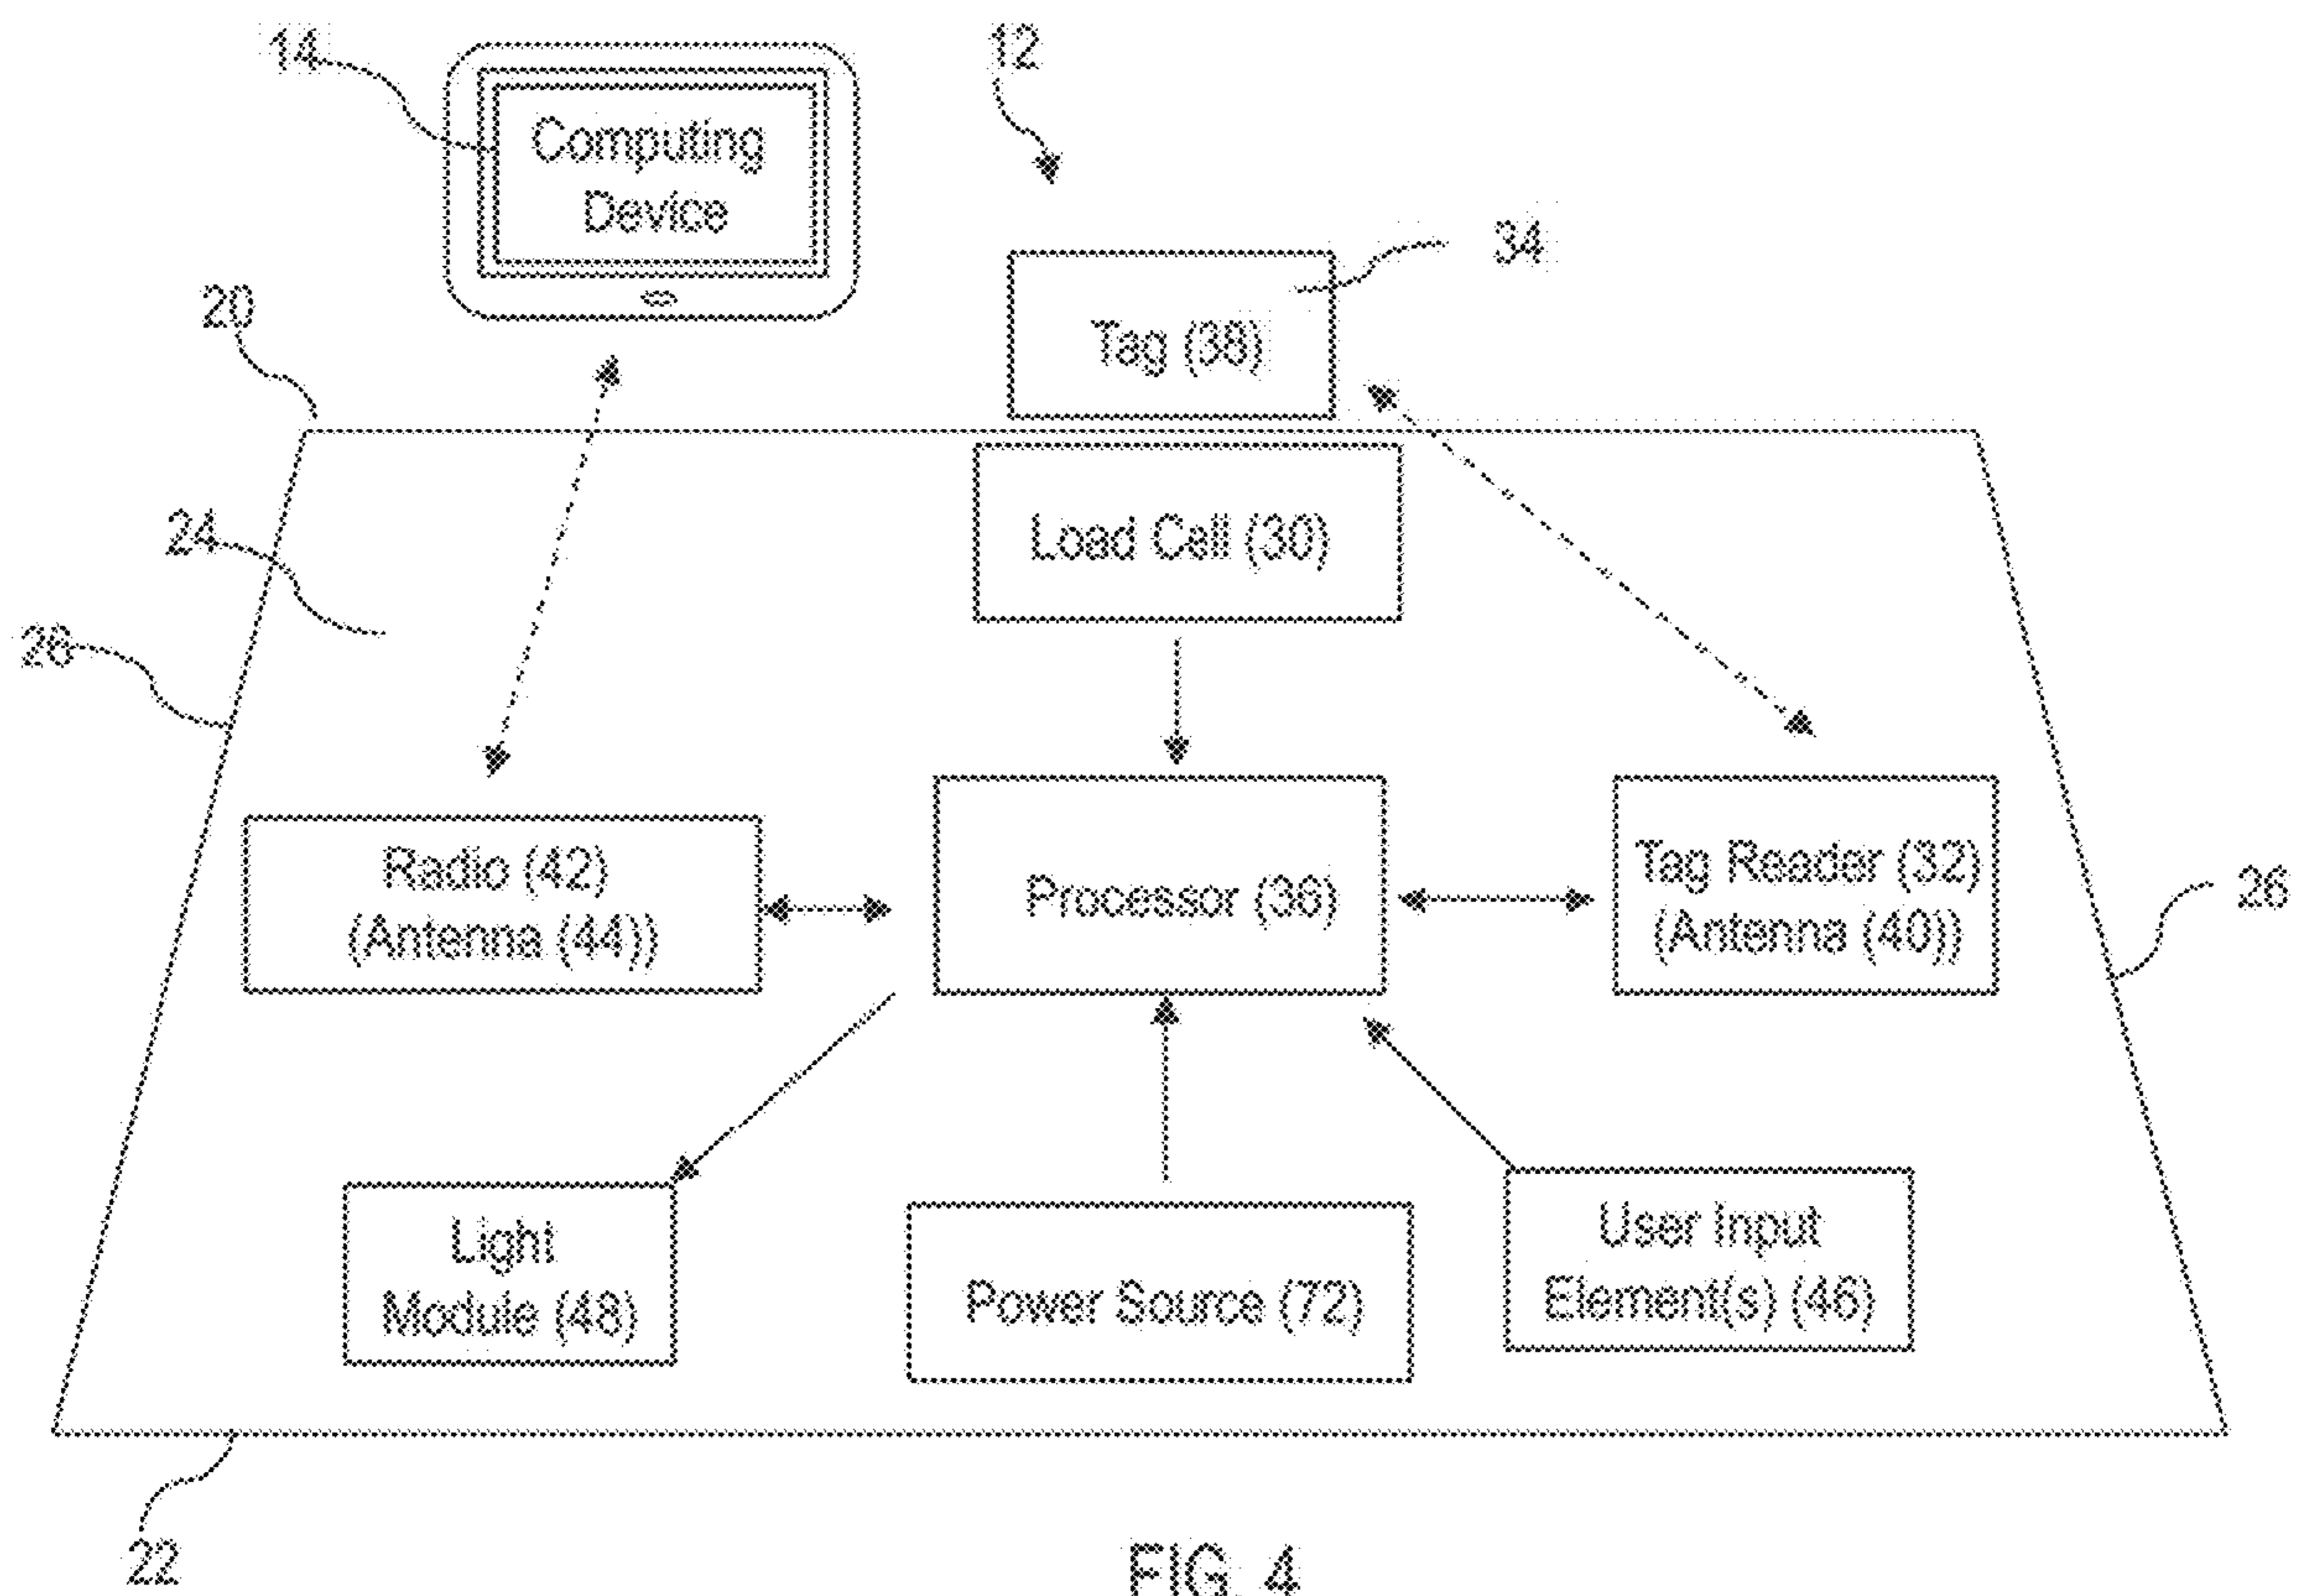 14
12
Computing
Device
34
20
Tag (38)
24
Load Cell (30)
26
Radio (42)
(Antenna (44))
Processor (36)
Tag Reader (32)
(Antenna (40))
26
Light
Module (48)
Power Source (72)
User Input
Element(s) (46)
22
FIG. 4